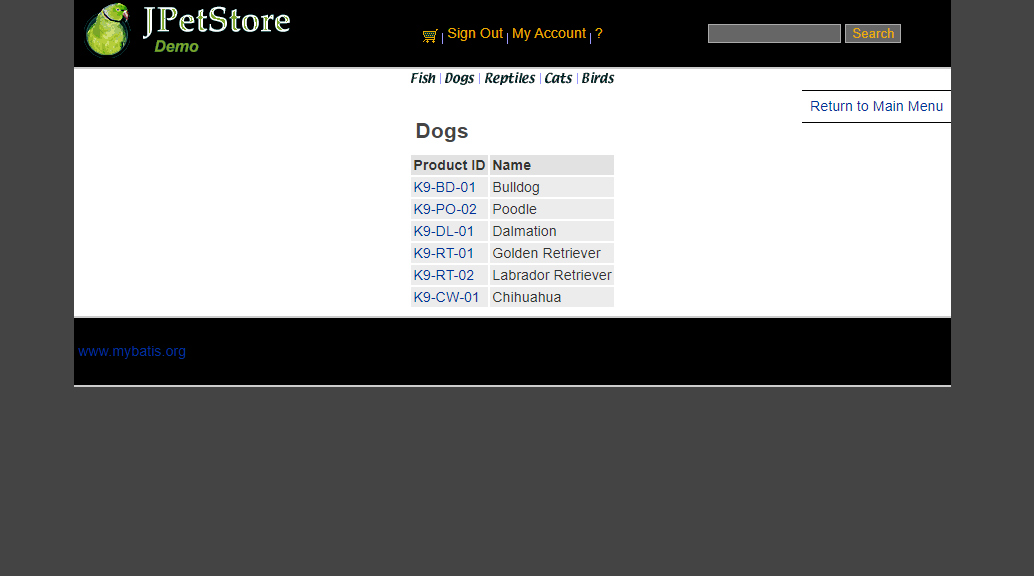 JPetStore
Demo
Sign Out | My Account | ?
Search
Fish | Dogs | Reptiles | Cats | Birds
Return to Main Menu
Dogs
Product ID Name
K9-BD-01 Bulldog
K9-PO-02 Poodle
K9-DL-01 Dalmation
K9-RT-01 Golden Retriever
K9-RT-02 Labrador Retriever
K9-CW-01 Chihuahua
www.mybatis.org